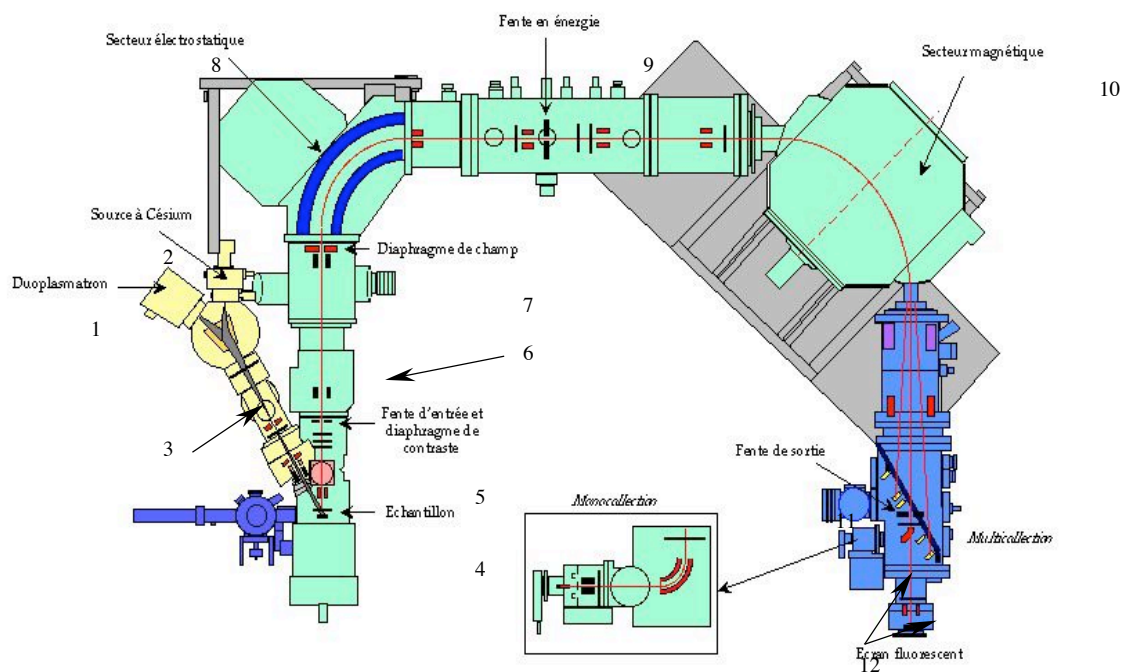 Fente en énergie
Secteur électrostatique
8
9
Secteur magnétique
10
Source à Césium
2
Duoplasmatron
1
Diaphragme de champ
7
6
Fente d'entrée et
diaphragme de
contraste
3
Fente de sortie
5
Echantillon
Monocollection
Multicollection
4
Ecran fluorescent
12